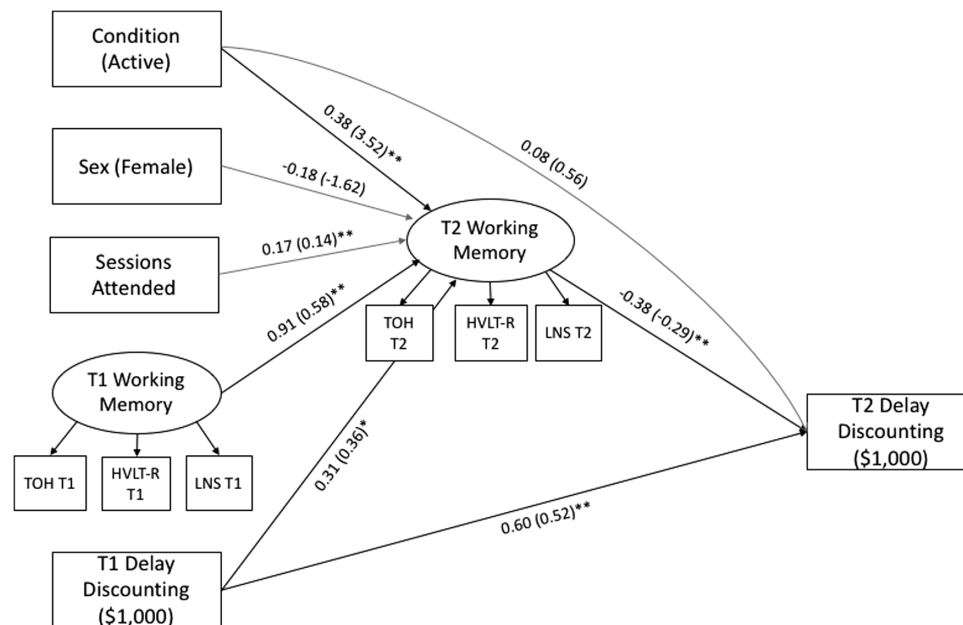 Condition
(Active)
0.38 (3.52)**
0.08 (0.56)
Sex (Female)
-0.18 (-1.62)
T2 Working
Memory
Sessions
Attended
0.17 (0.14)**
0.91 (0.58)**
TOH
T2
HVLT-R
T2
LNS T2
-0.38 (-0.29)**
T1 Working
Memory
TOH T1
HVLT-R
T1
LNS T1
0.31 (0.36)*
T2 Delay
Discounting
($1,000)
0.60 (0.52)**
T1 Delay
Discounting
($1,000)